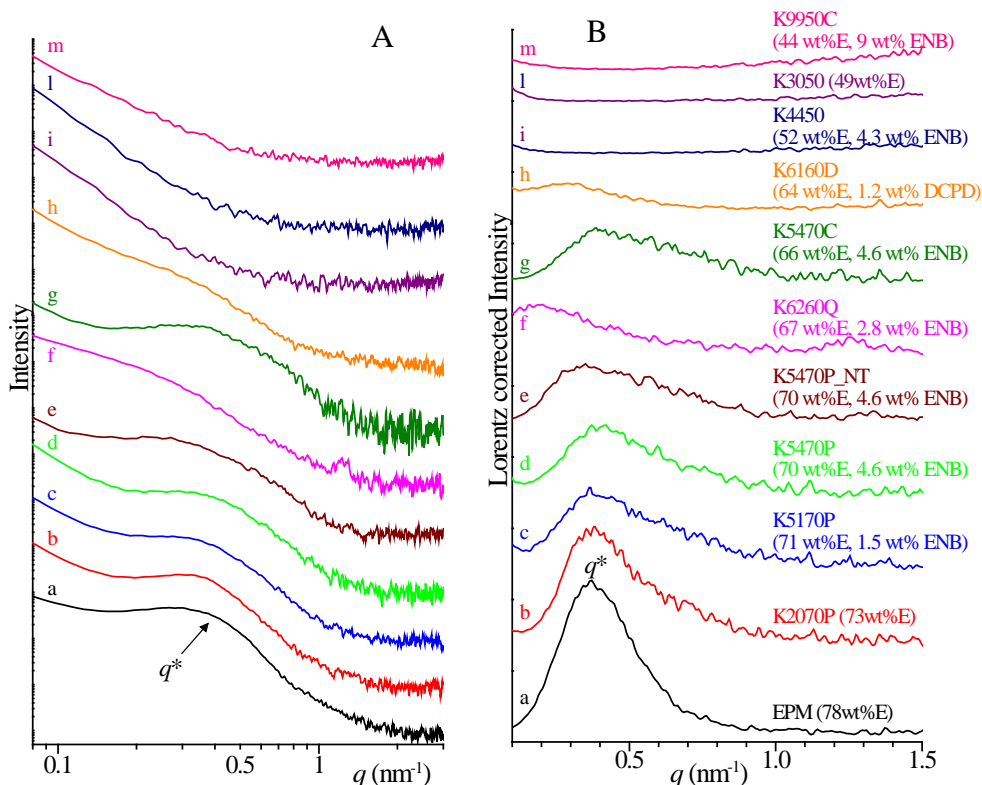 A
Intensity
m
l
i
h
g
f
e
d
c
b
a
q*
0.1
0.5
1
q (nm-1)
B
Lorentz corrected Intensity
m
K9950C
(44 wt%E, 9 wt% ENB)
l
K3050 (49wt%E)
i
K4450
(52 wt%E, 4.3 wt% ENB)
h
K6160D
(64 wt%E, 1.2 wt% DCPD)
g
K5470C
(66 wt%E, 4.6 wt% ENB)
f
K6260Q
(67 wt%E, 2.8 wt% ENB)
e
K5470P_NT
(70 wt%E, 4.6 wt% ENB)
d
K5470P
(70 wt%E, 4.6 wt% ENB)
c
K5170P
(71 wt%E, 1.5 wt% ENB)
q*
b
K2070P (73wt%E)
a
EPM (78wt%E)
0.5
1.0
1.5
q (nm-1)